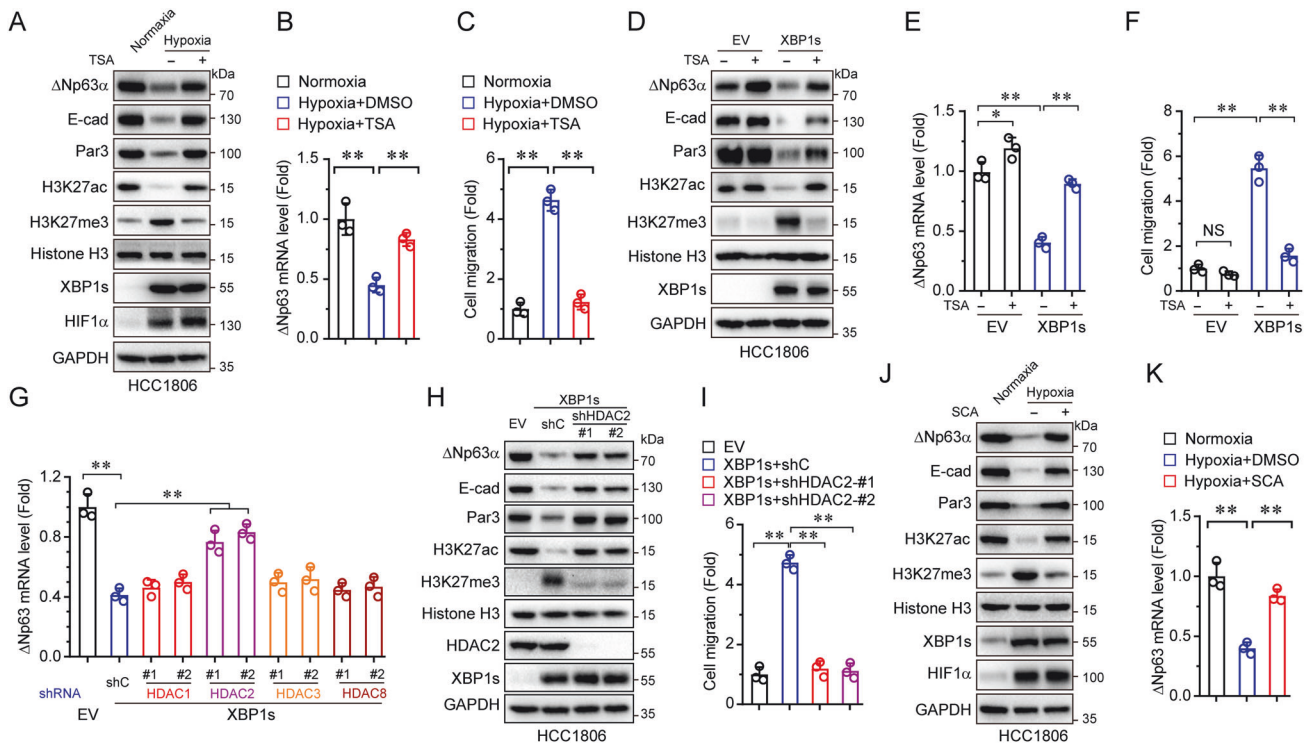 A
Normaxia
Hypoxia
TSA – +
kDa
ΔNp63α 70
E-cad 130
Par3 100
H3K27ac 15
H3K27me3 15
Histone H3 15
XBP1s 55
HIF1α 130
GAPDH 35
HCC1806
B
Normoxia
Hypoxia+DMSO
Hypoxia+TSA
ΔNp63 mRNA level (Fold)
** **
1.5
1.0
0.5
0.0
C
Normoxia
Hypoxia+DMSO
Hypoxia+TSA
Cell migration (Fold)
** **
6
4
2
0
D
EV XBP1s
TSA – + – +
kDa
ΔNp63α 70
E-cad 130
Par3 100
H3K27ac 15
H3K27me3 15
Histone H3 15
XBP1s 55
GAPDH 35
HCC1806
E
ΔNp63 mRNA level (Fold)
** **
*
1.5
1.0
0.5
0.0
TSA – + – +
EV XBP1s
F
Cell migration (Fold)
** **
NS
8
6
4
2
0
TSA – + – +
EV XBP1s
G
ΔNp63 mRNA level (Fold)
**
**
1.2
0.8
0.4
0.0
shRNA shC #1 #2 #1 #2 #1 #2 #1 #2
HDAC1 HDAC2 HDAC3 HDAC8
EV XBP1s
H
XBP1s
EV shC shHDAC2
#1 #2
kDa
ΔNp63α 70
E-cad 130
Par3 100
H3K27ac 15
H3K27me3 15
Histone H3 15
HDAC2 55
XBP1s 55
GAPDH 35
HCC1806
I
EV
XBP1s+shC
XBP1s+shHDAC2-#1
XBP1s+shHDAC2-#2
Cell migration (Fold)
**
** **
6
4
2
0
J
Normaxia
Hypoxia
SCA – +
kDa
ΔNp63α 70
E-cad 130
Par3 100
H3K27ac 15
H3K27me3 15
Histone H3 15
XBP1s 55
HIF1α 100
GAPDH 35
HCC1806
K
Normoxia
Hypoxia+DMSO
Hypoxia+SCA
ΔNp63 mRNA level (Fold)
** **
1.5
1.0
0.5
0.0